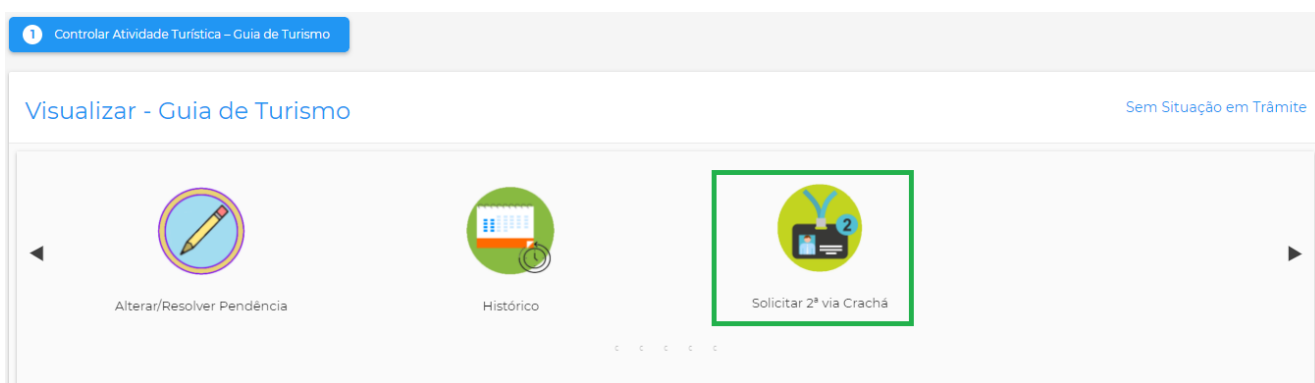 1 Controlar Atividade Turística – Guia de Turismo
Visualizar - Guia de Turismo
Sem Situação em Trâmite
2
Alterar/Resolver Pendência
Histórico
Solicitar 2ª via Crachá